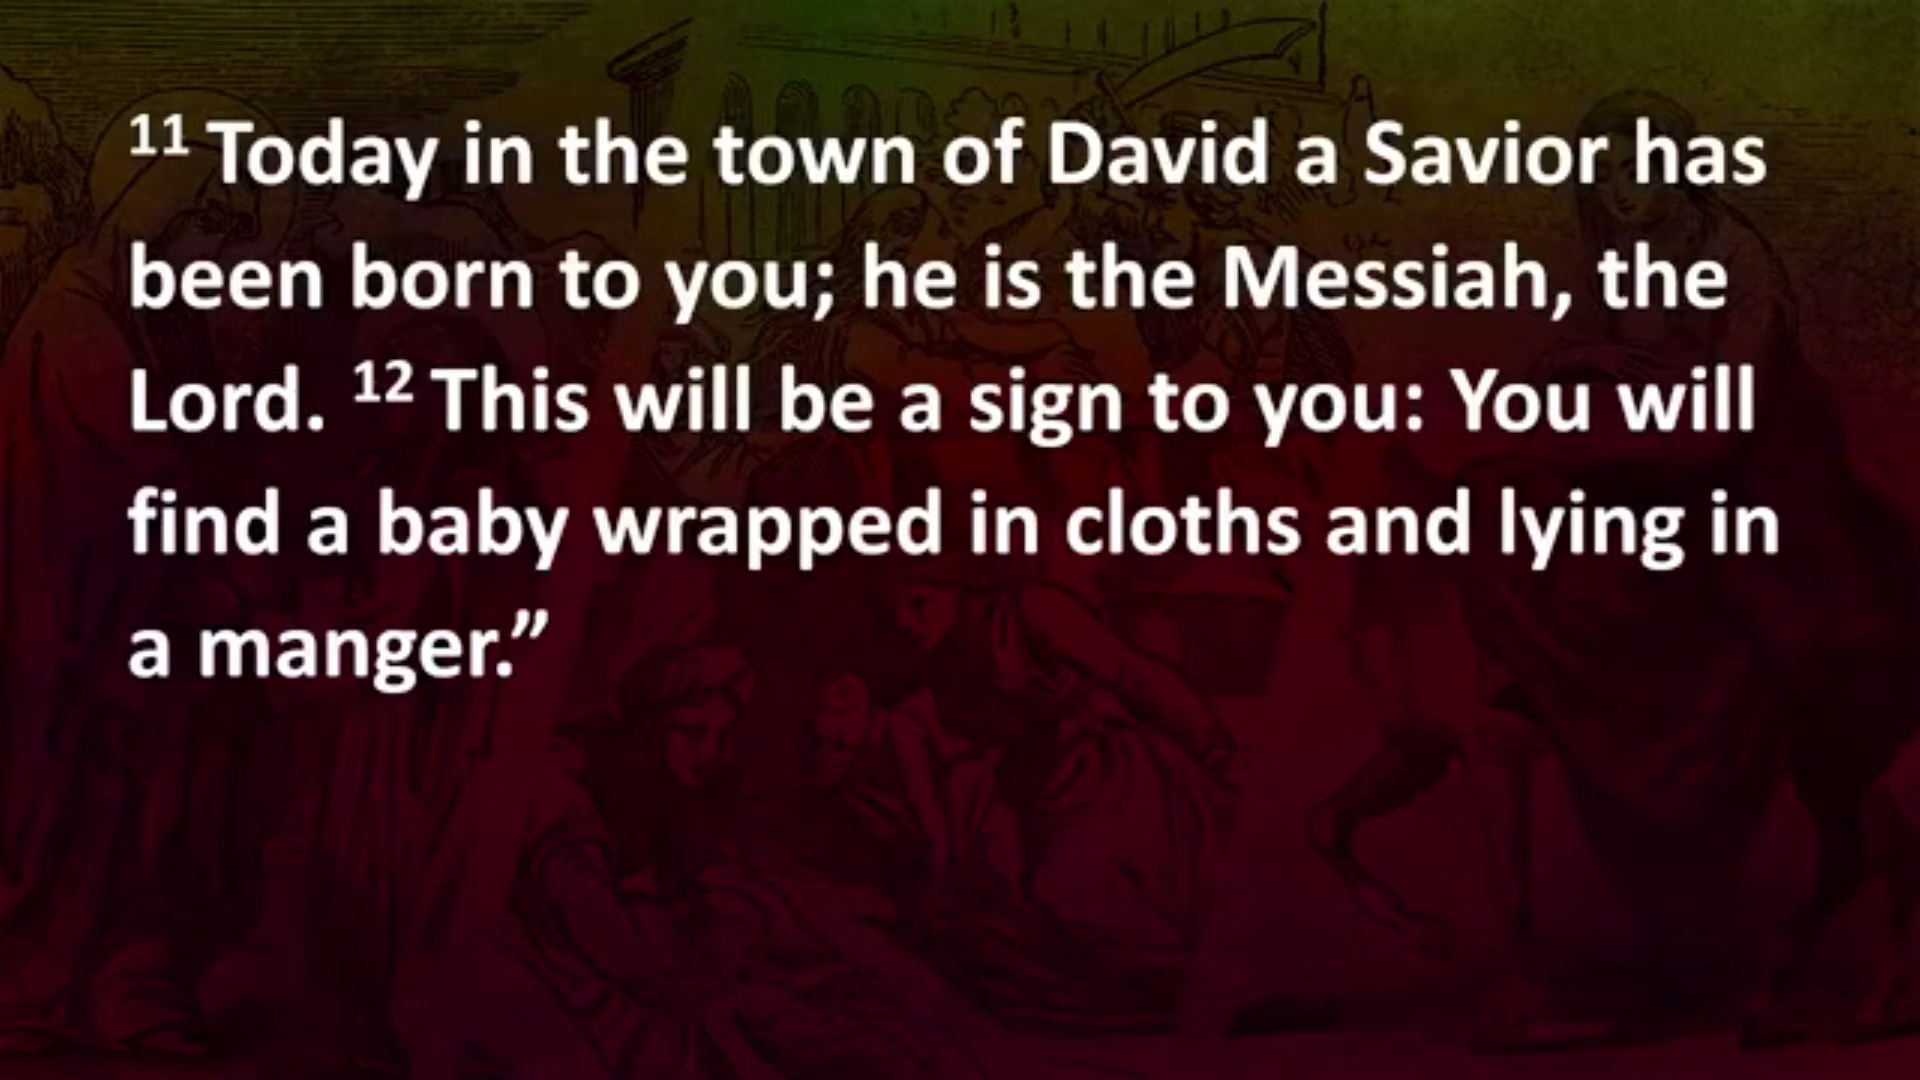 11 Today in the town of David a Savior has
been born to you; he is the Messiah, the
Lord. 12 This will be a sign to you: You will
find a baby wrapped in cloths and lying in
a manger.”